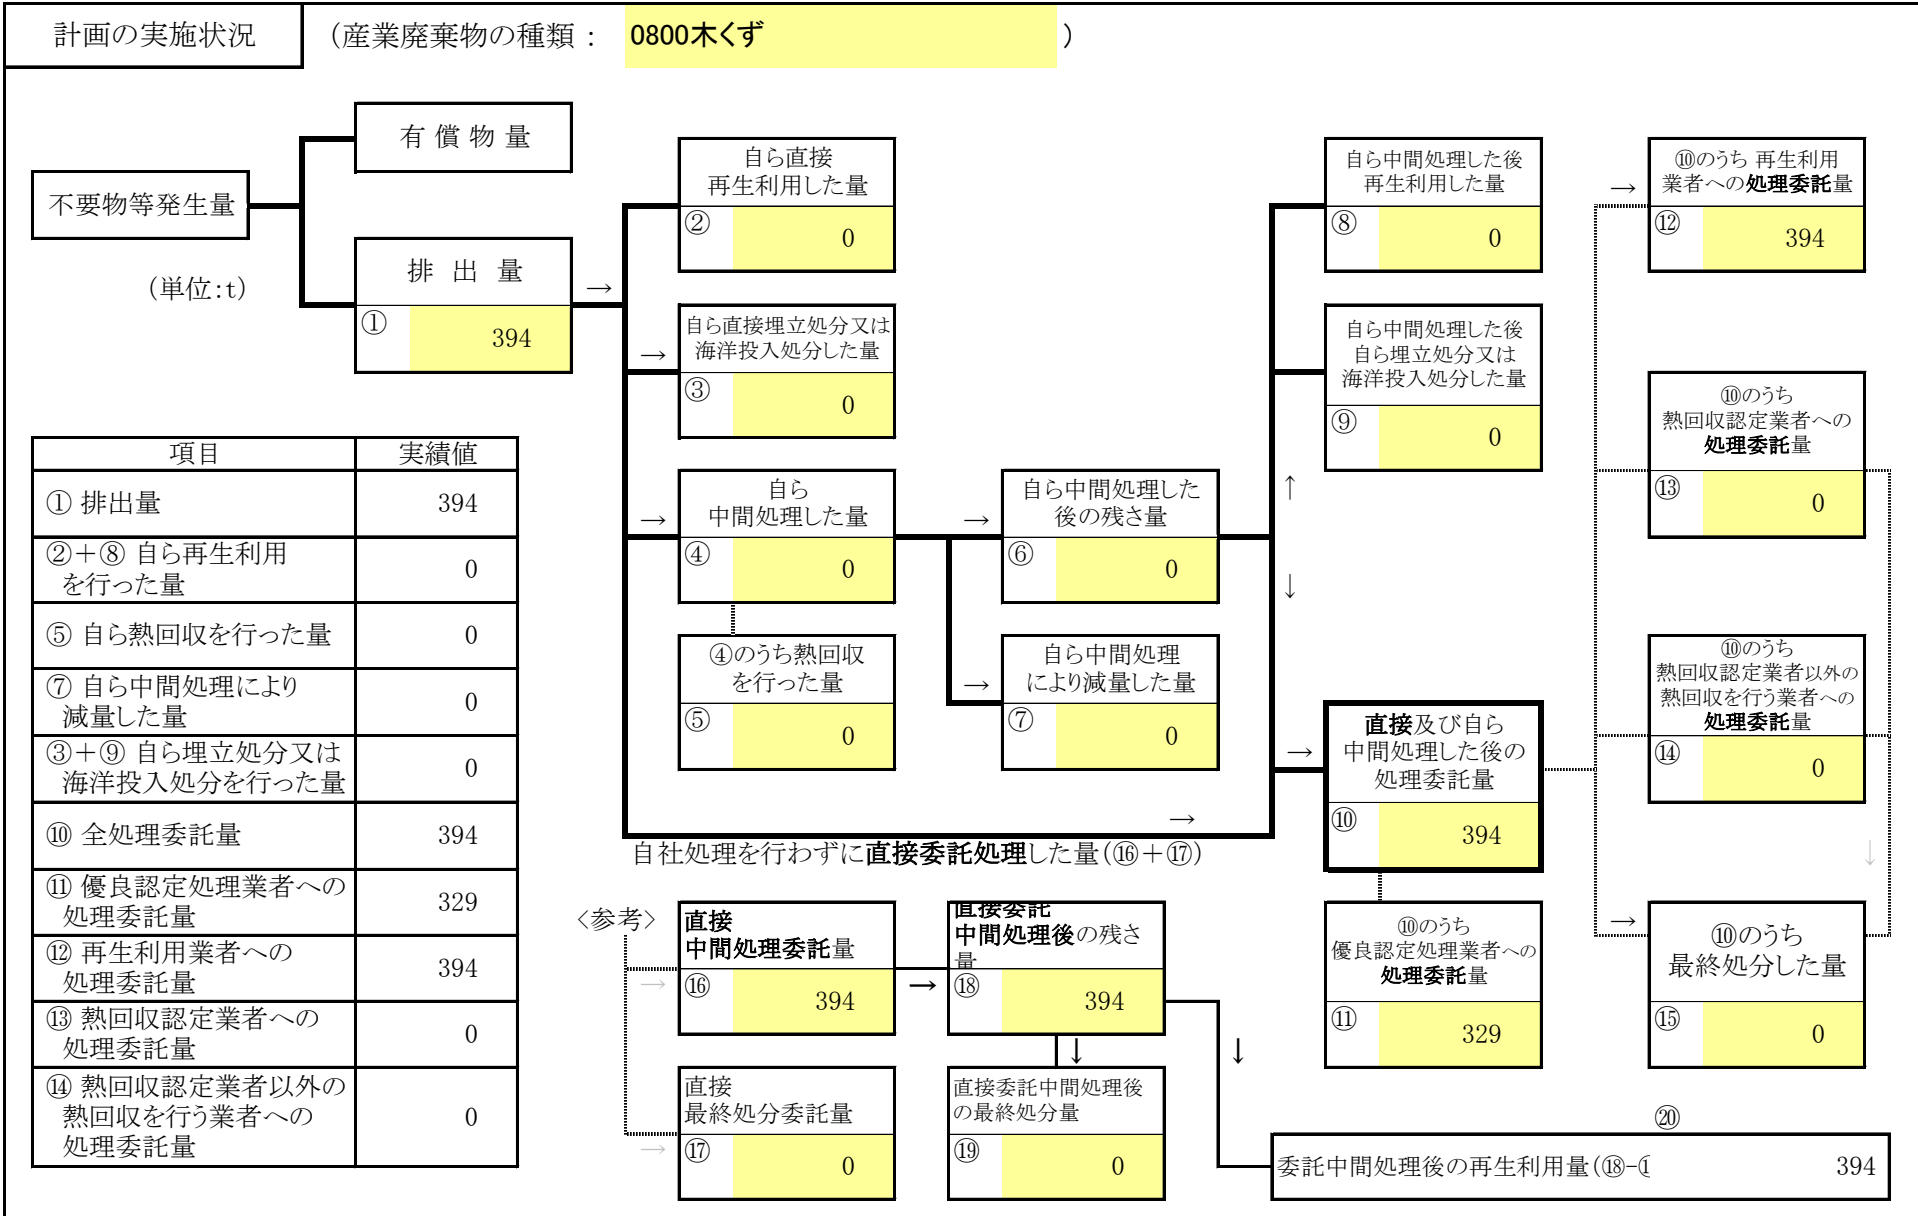 計画の実施状況
（産業廃棄物の種類：
0800木くず
）
有 償 物 量
不要物等発生量
（単位:t）
排 出 量
①
394
→
自ら直接
再生利用した量
②
0
→
自ら直接埋立処分又は
海洋投入処分した量
③
0
→
自ら
中間処理した量
④
0
④のうち熱回収
を行った量
⑤
0
→
自ら中間処理した
後の残さ量
⑥
0
→
自ら中間処理
により減量した量
⑦
0
自ら中間処理した後
再生利用した量
⑧
0
自ら中間処理した後
自ら埋立処分又は
海洋投入処分した量
⑨
0
↑
↓
→
直接及び自ら
中間処理した後の
処理委託量
⑩
394
⑩のうち
優良認定処理業者への
処理委託量
⑪
329
→
⑩のうち 再生利用
業者への処理委託量
⑫
394
⑩のうち
熱回収認定業者への
処理委託量
⑬
0
⑩のうち
熱回収認定業者以外の
熱回収を行う業者への
処理委託量
⑭
0
↓
→
⑩のうち
最終処分した量
⑮
0
項目 実績値
① 排出量 394
②＋⑧ 自ら再生利用
を行った量 0
⑤ 自ら熱回収を行った量 0
⑦ 自ら中間処理により
減量した量 0
③＋⑨ 自ら埋立処分又は
海洋投入処分を行った量 0
⑩ 全処理委託量 394
⑪ 優良認定処理業者への
処理委託量 329
⑫ 再生利用業者への
処理委託量 394
⑬ 熱回収認定業者への
処理委託量 0
⑭ 熱回収認定業者以外の
熱回収を行う業者への
処理委託量 0
→
自社処理を行わずに直接委託処理した量（⑯＋⑰）
〈参考〉
→
直接
中間処理委託量
⑯
394
→
直接委託
中間処理後の残さ
量
⑱
394
↓
↓
→
直接
最終処分委託量
⑰
0
直接委託中間処理後
の最終処分量
⑲
0
⑳
委託中間処理後の再生利用量（⑱-
394